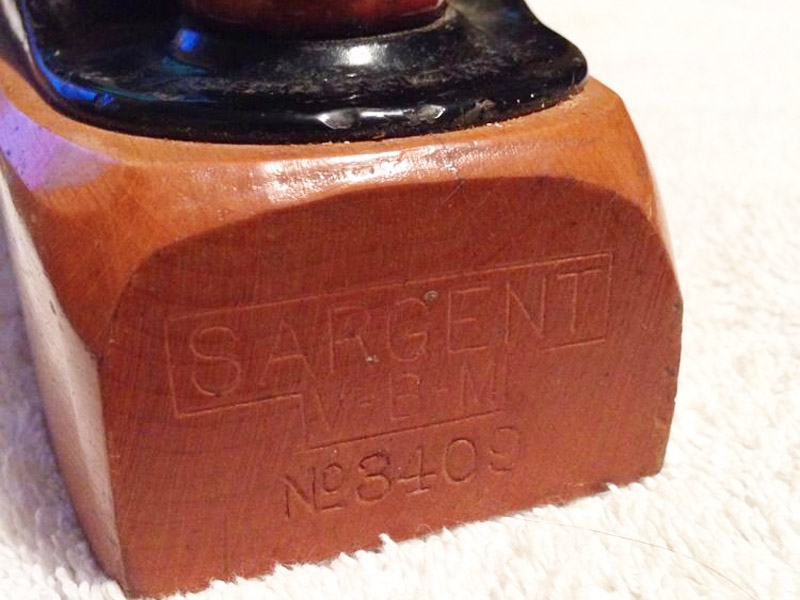 SARGENT
V-B-M
No 3409